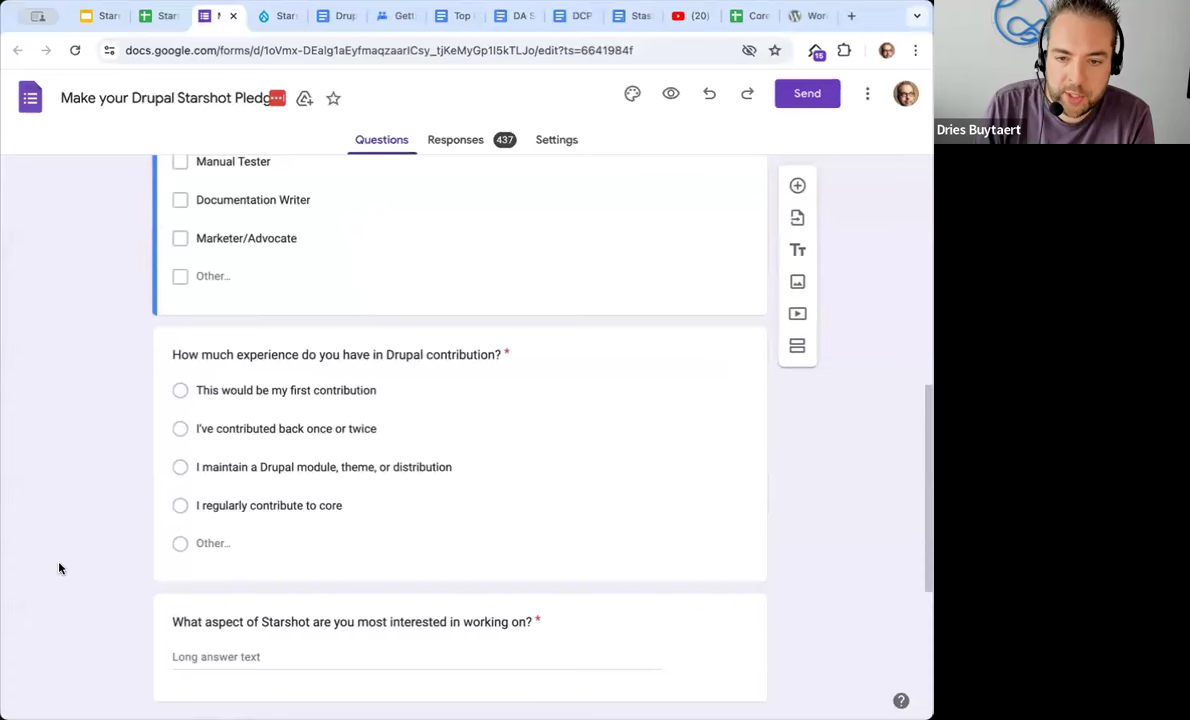 Star
Star
Star
Drup
Gett
Top
DA S
DCP
Stas
(20)
Core
Wor
docs.google.com/forms/d/1oVmx-DEalg1aEyfmaqzaarlCsy_tjKeMyGp1I5kTLJo/edit?ts=6641984f
15
Make your Drupal Starshot Pledg
Send
Questions
Responses 437
Settings
Manual Tester
Documentation Writer
Marketer/Advocate
Other...
How much experience do you have in Drupal contribution? *
This would be my first contribution
I've contributed back once or twice
I maintain a Drupal module, theme, or distribution
I regularly contribute to core
Other...
What aspect of Starshot are you most interested in working on? *
Long answer text
Dries Buytaert